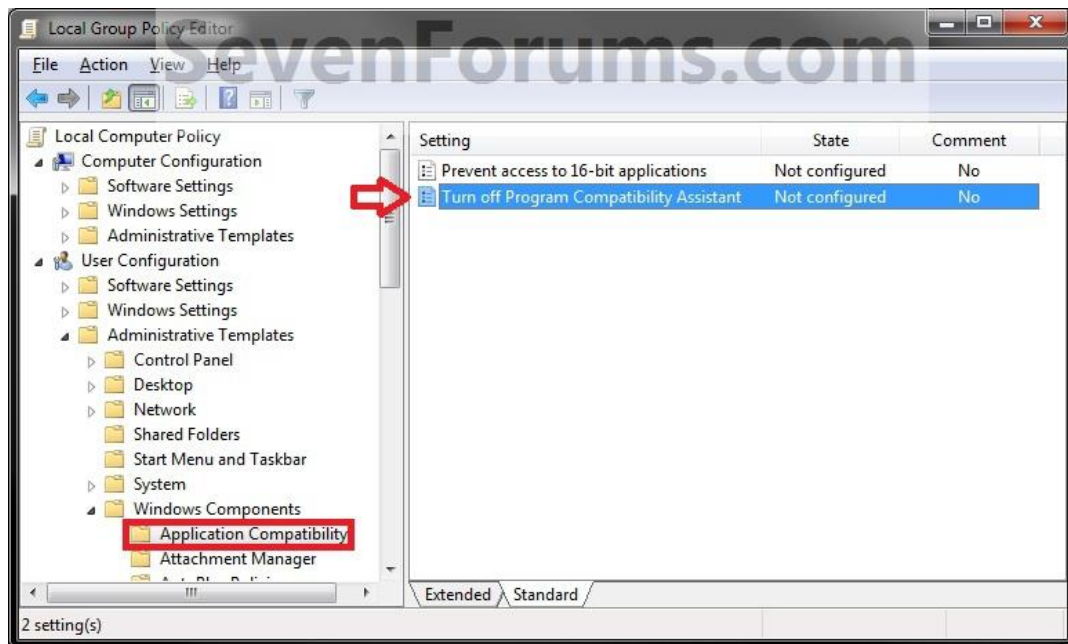 Local Group Policy Editor
SevenForums.com
File Action View Help
Local Computer Policy
Computer Configuration
Software Settings
Windows Settings
Administrative Templates
User Configuration
Software Settings
Windows Settings
Administrative Templates
Control Panel
Desktop
Network
Shared Folders
Start Menu and Taskbar
System
Windows Components
Application Compatibility
Attachment Manager
Setting State Comment
Prevent access to 16-bit applications Not configured No
Turn off Program Compatibility Assistant Not configured No
Extended Standard
2 setting(s)